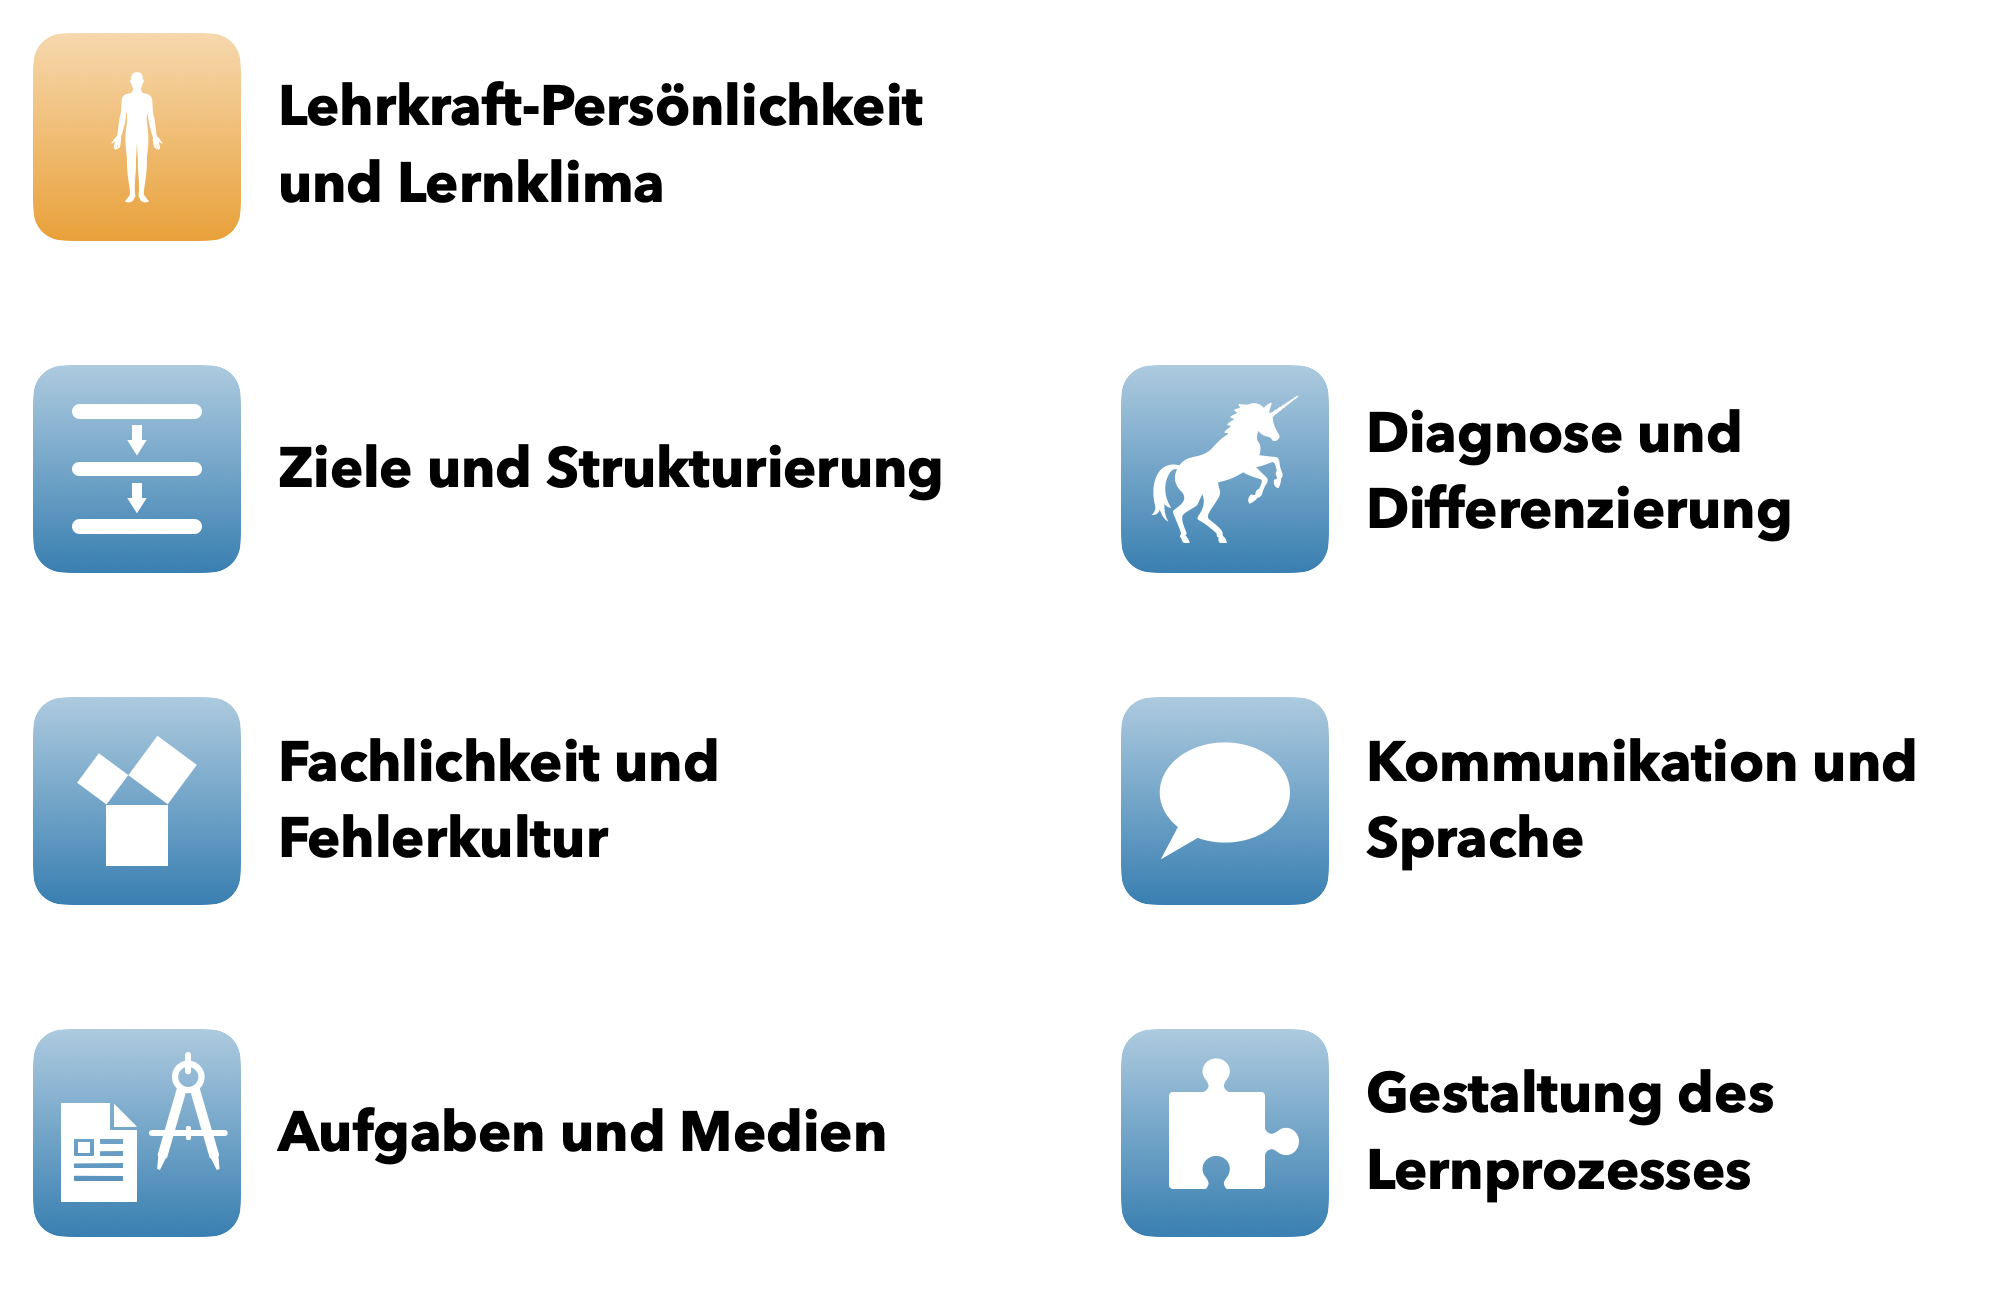 Lehrkraft-Persönlichkeit
und Lernklima
Ziele und Strukturierung
Diagnose und
Differenzierung
Fachlichkeit und
Fehlerkultur
Kommunikation und
Sprache
Aufgaben und Medien
Gestaltung des
Lernprozesses